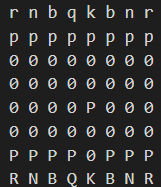 r n b q k b n r
p p p p p p p p
0 0 0 0 0 0 0 0
0 0 0 0 0 0 0 0
0 0 0 0 P 0 0 0
0 0 0 0 0 0 0 0
P P P P 0 P P P
R N B Q K B N R